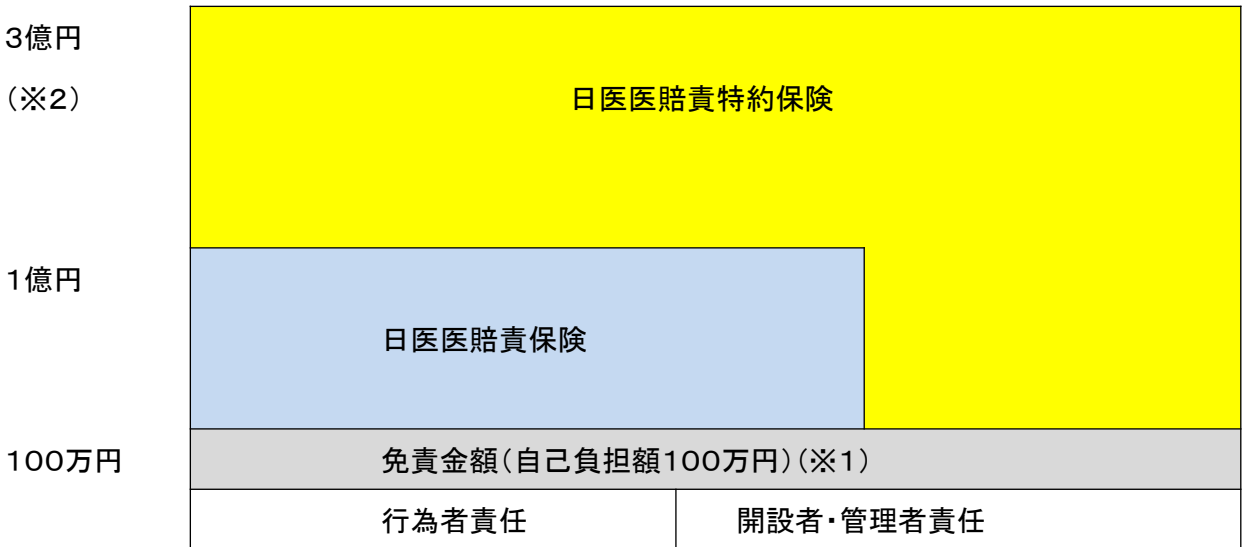 3億円
（※2）
日医医賠責特約保険
1億円
日医医賠責保険
100万円
免責金額（自己負担額100万円）（※1）
行為者責任
開設者・管理者責任